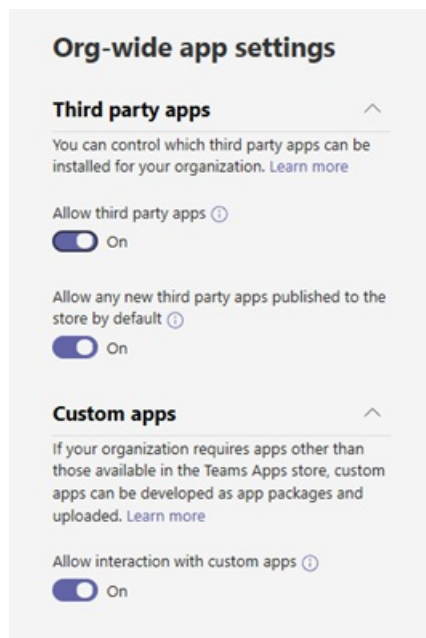 Org-wide app settings
Third party apps
You can control which third party apps can be
installed for your organization. Learn more
Allow third party apps
On
Allow any new third party apps published to the
store by default
On
Custom apps
If your organization requires apps other than
those available in the Teams Apps store, custom
apps can be developed as app packages and
uploaded. Learn more
Allow interaction with custom apps
On